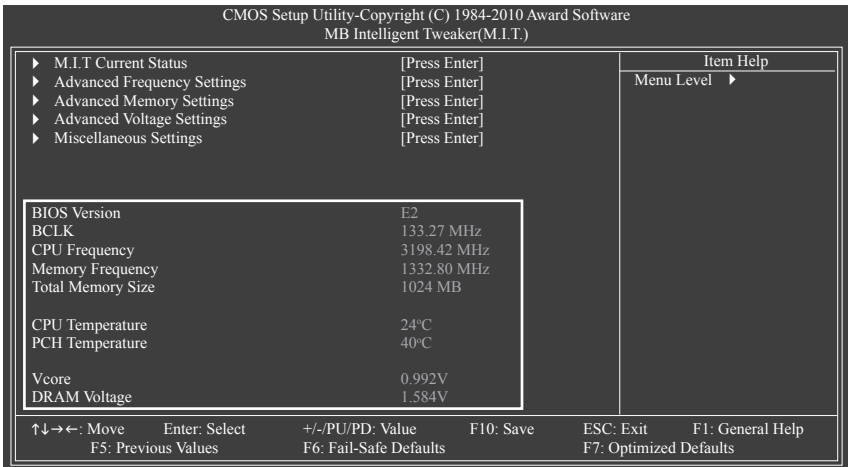 CMOS Setup Utility-Copyright (C) 1984-2010 Award Software
MB Intelligent Tweaker(M.I.T.)
M.I.T Current Status [Press Enter]
Advanced Frequency Settings [Press Enter]
Advanced Memory Settings [Press Enter]
Advanced Voltage Settings [Press Enter]
Miscellaneous Settings [Press Enter]
Item Help
Menu Level
BIOS Version E2
BCLK 133.27 MHz
CPU Frequency 3198.42 MHz
Memory Frequency 1332.80 MHz
Total Memory Size 1024 MB
CPU Temperature 24°C
PCH Temperature 40°C
Vcore 0.992V
DRAM Voltage 1.584V
↑↓→←: Move Enter: Select +/-/PU/PD: Value F10: Save ESC: Exit F1: General Help
F5: Previous Values F6: Fail-Safe Defaults F7: Optimized Defaults